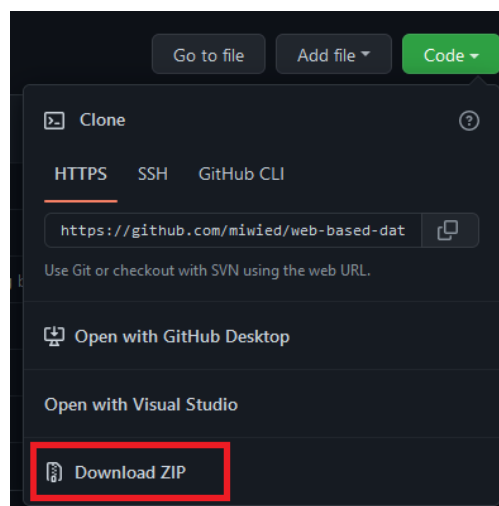 Go to file Add file Code
Clone
HTTPS SSH GitHub CLI
https://github.com/miwied/web-based-dat
Use Git or checkout with SVN using the web URL.
Open with GitHub Desktop
Open with Visual Studio
Download ZIP